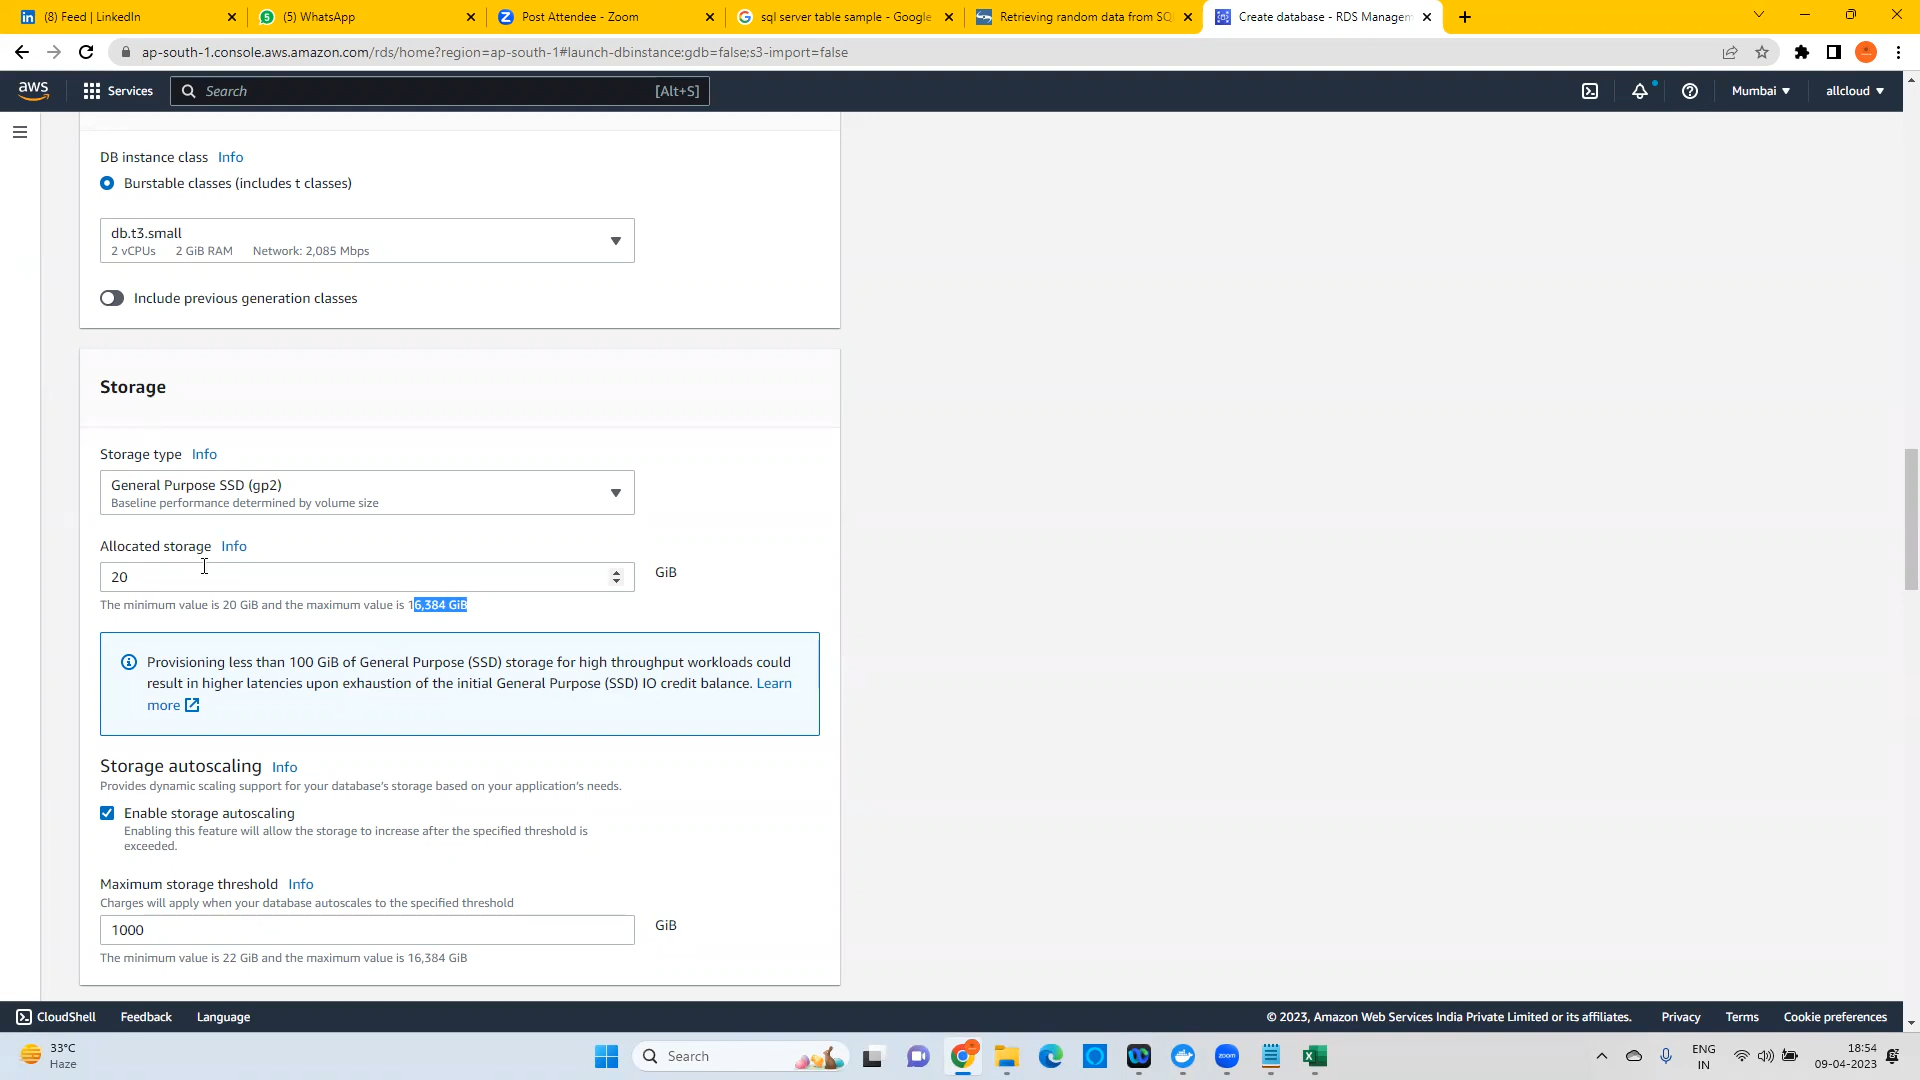 (8) Feed | LinkedIn
(5) WhatsApp
Post Attendee - Zoom
sql server table sample - Google
Retrieving random data from SQ
Create database - RDS Managem
ap-south-1.console.aws.amazon.com/rds/home?region=ap-south-1#launch-dbinstance:gdb=false;s3-import=false
aws
Services
Search
[Alt+S]
Mumbai
allcloud
DB instance class Info
Burstable classes (includes t classes)
db.t3.small
2 vCPUs 2 GiB RAM Network: 2,085 Mbps
Include previous generation classes
Storage
Storage type Info
General Purpose SSD (gp2)
Baseline performance determined by volume size
Allocated storage Info
20
GiB
The minimum value is 20 GiB and the maximum value is 16,384 GiB
Provisioning less than 100 GiB of General Purpose (SSD) storage for high throughput workloads could
result in higher latencies upon exhaustion of the initial General Purpose (SSD) IO credit balance. Learn
more
Storage autoscaling Info
Provides dynamic scaling support for your database's storage based on your application's needs.
Enable storage autoscaling
Enabling this feature will allow the storage to increase after the specified threshold is
exceeded.
Maximum storage threshold Info
Charges will apply when your database autoscales to the specified threshold
1000
GiB
The minimum value is 22 GiB and the maximum value is 16,384 GiB
CloudShell
Feedback
Language
© 2023, Amazon Web Services India Private Limited or its affiliates.
Privacy
Terms
Cookie preferences
33°C
Haze
Search
zoom
ENG
IN
18:54
09-04-2023